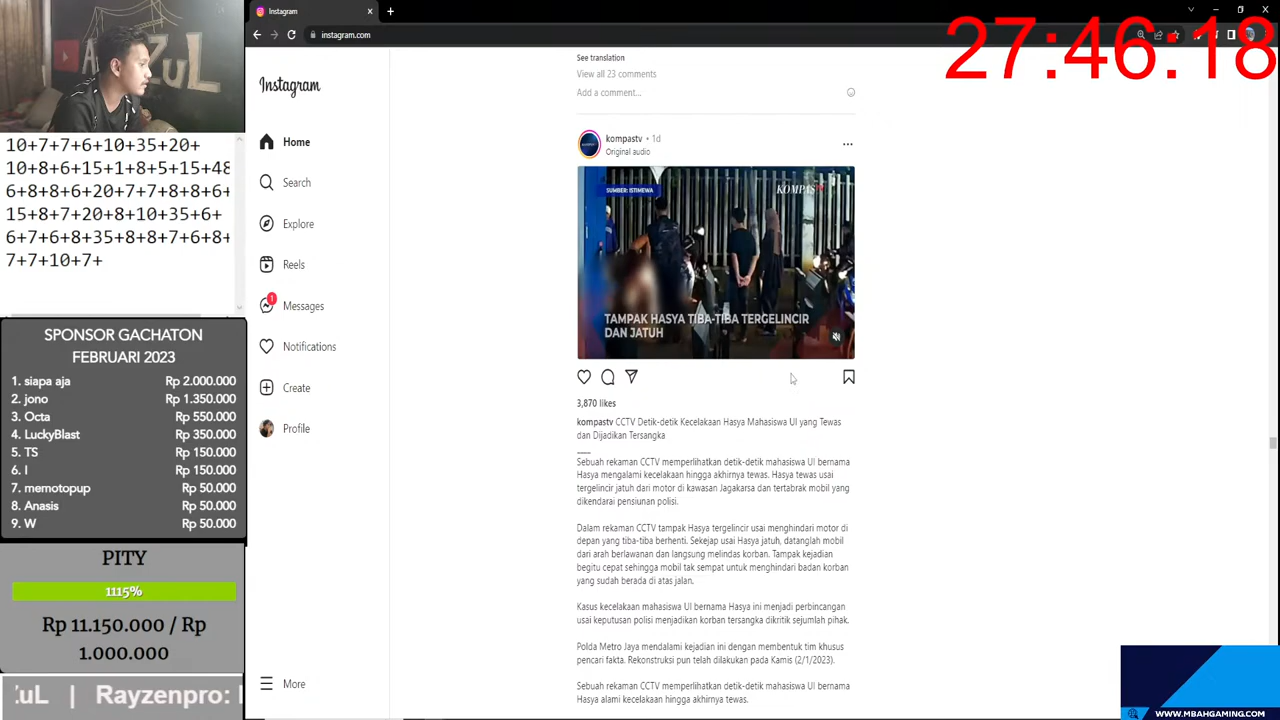 Instagram
instagram.com
27:46:18
10+7+7+6+10+35+20+
10+8+6+15+1+8+5+15+48
6+8+8+6+20+7+7+8+8+6+
15+8+7+20+8+10+35+6+
6+7+6+8+35+8+8+7+6+8+
7+7+10+7+
SPONSOR GACHATON
FEBRUARI 2023
1. siapa aja Rp 2.000.000
2. jono Rp 1.350.000
3. Octa Rp 550.000
4. LuckyBlast Rp 350.000
5. TS Rp 150.000
6. I Rp 150.000
7. memotopup Rp 50.000
8. Anasis Rp 50.000
9. W Rp 50.000
PITY
1115%
Rp 11.150.000 / Rp
1.000.000
uL | Rayzenpro:
Instagram
Home
Search
Explore
Reels
1
Messages
Notifications
Create
Profile
More
See translation
View all 23 comments
Add a comment...
kompastv • 1d
Original audio
SUMBER: ISTIMEWA
KOMPAS TV
TAMPAK HASYA TIBA-TIBA TERGELINCIR
DAN JATUH
3,870 likes
kompastv CCTV Detik-detik Kecelakaan Hasya Mahasiswa UI yang Tewas
dan Dijadikan Tersangka
Sebuah rekaman CCTV memperlihatkan detik-detik mahasiswa UI bernama
Hasya mengalami kecelakaan hingga akhirnya tewas. Hasya tewas usai
tergelincir jatuh dari motor di kawasan Jagakarsa dan tertabrak mobil yang
dikendarai pensiunan polisi.
Dalam rekaman CCTV tampak Hasya tergelincir usai menghindari motor di
depan yang tiba-tiba berhenti. Sekejap usai Hasya jatuh, datanglah mobil
dari arah berlawanan dan langsung melindas korban. Tampak kejadian
begitu cepat sehingga mobil tak sempat untuk menghindari badan korban
yang sudah berada di atas jalan.
Kasus kecelakaan mahasiswa UI bernama Hasya ini menjadi perbincangan
usai keputusan polisi menjadikan korban tersangka dikritik sejumlah pihak.
Polda Metro Jaya mendalami kejadian ini dengan membentuk tim khusus
pencari fakta. Rekonstruksi pun telah dilakukan pada Kamis (2/1/2023).
Sebuah rekaman CCTV memperlihatkan detik-detik mahasiswa UI bernama
Hasya alami kecelakaan hingga akhirnya tewas.
WWW.MBAHGAMING.COM